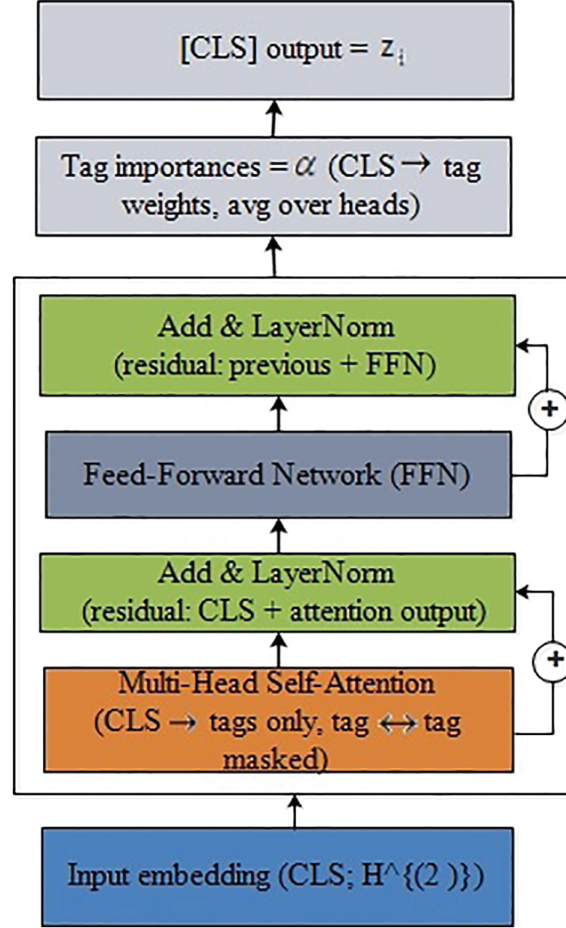 [CLS] output = z_i
Tag importances = α (CLS → tag
weights, avg over heads)
Add & LayerNorm
(residual: previous + FFN)
+
Feed-Forward Network (FFN)
Add & LayerNorm
(residual: CLS + attention output)
+
Multi-Head Self-Attention
(CLS → tags only, tag ↔ tag
masked)
Input embedding (CLS; H^{(2 )})